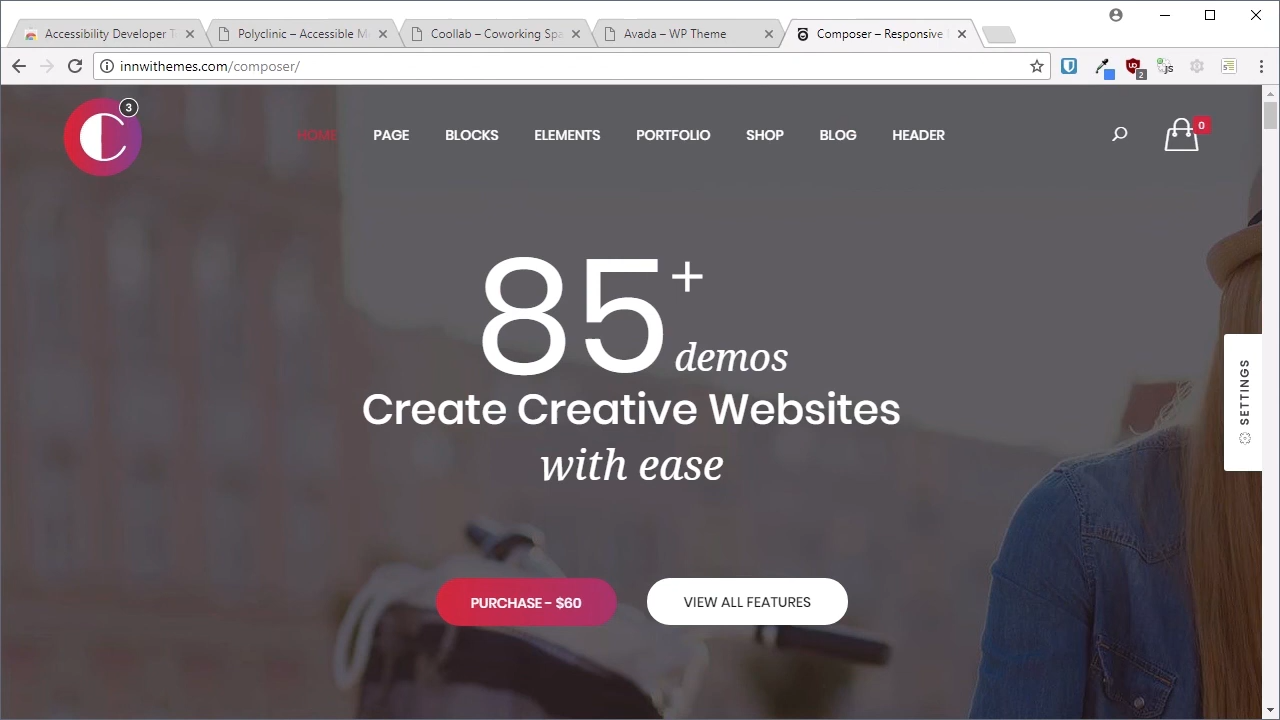 Accessibility Developer T
Polyclinic – Accessible M
Coollab – Coworking Spa
Avada – WP Theme
Composer – Responsive
innwithemes.com/composer/
2
js
C
3
HOME
PAGE
BLOCKS
ELEMENTS
PORTFOLIO
SHOP
BLOG
HEADER
0
85+
demos
Create Creative Websites
with ease
SETTINGS
PURCHASE – $60
VIEW ALL FEATURES